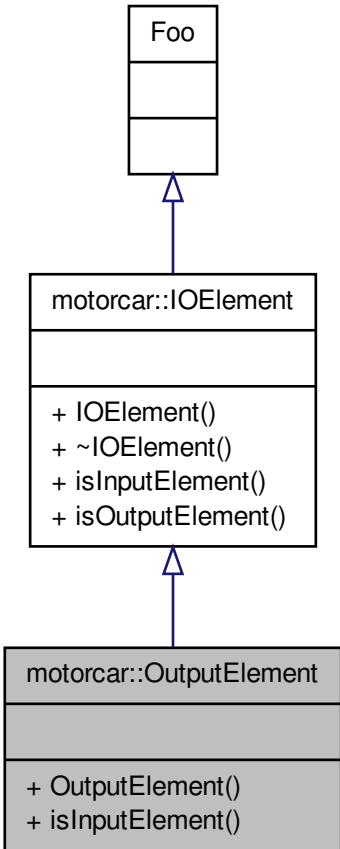 Foo
motorcar::IOElement
+ IOElement()
+ ~IOElement()
+ isInputElement()
+ isOutputElement()
motorcar::OutputElement
+ OutputElement()
+ isInputElement()